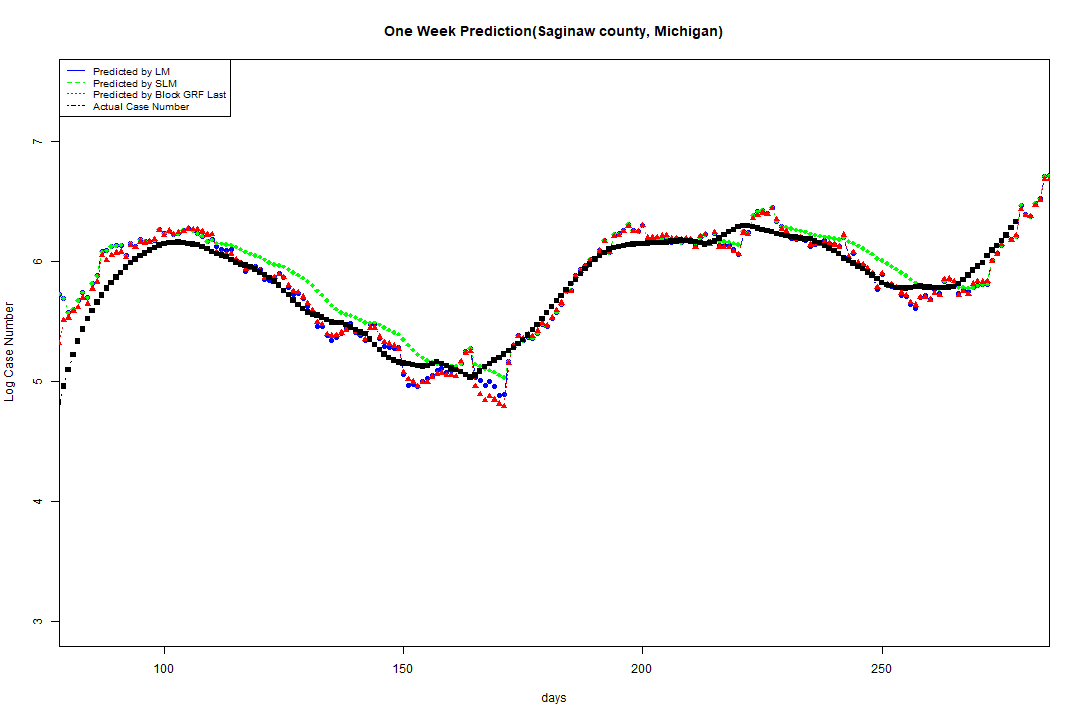 One Week Prediction(Saginaw county, Michigan)
Predicted by LM
Predicted by SLM
Predicted by Block GRF Last
Actual Case Number
7
6
5
4
3
Log Case Number
100 150 200 250
days